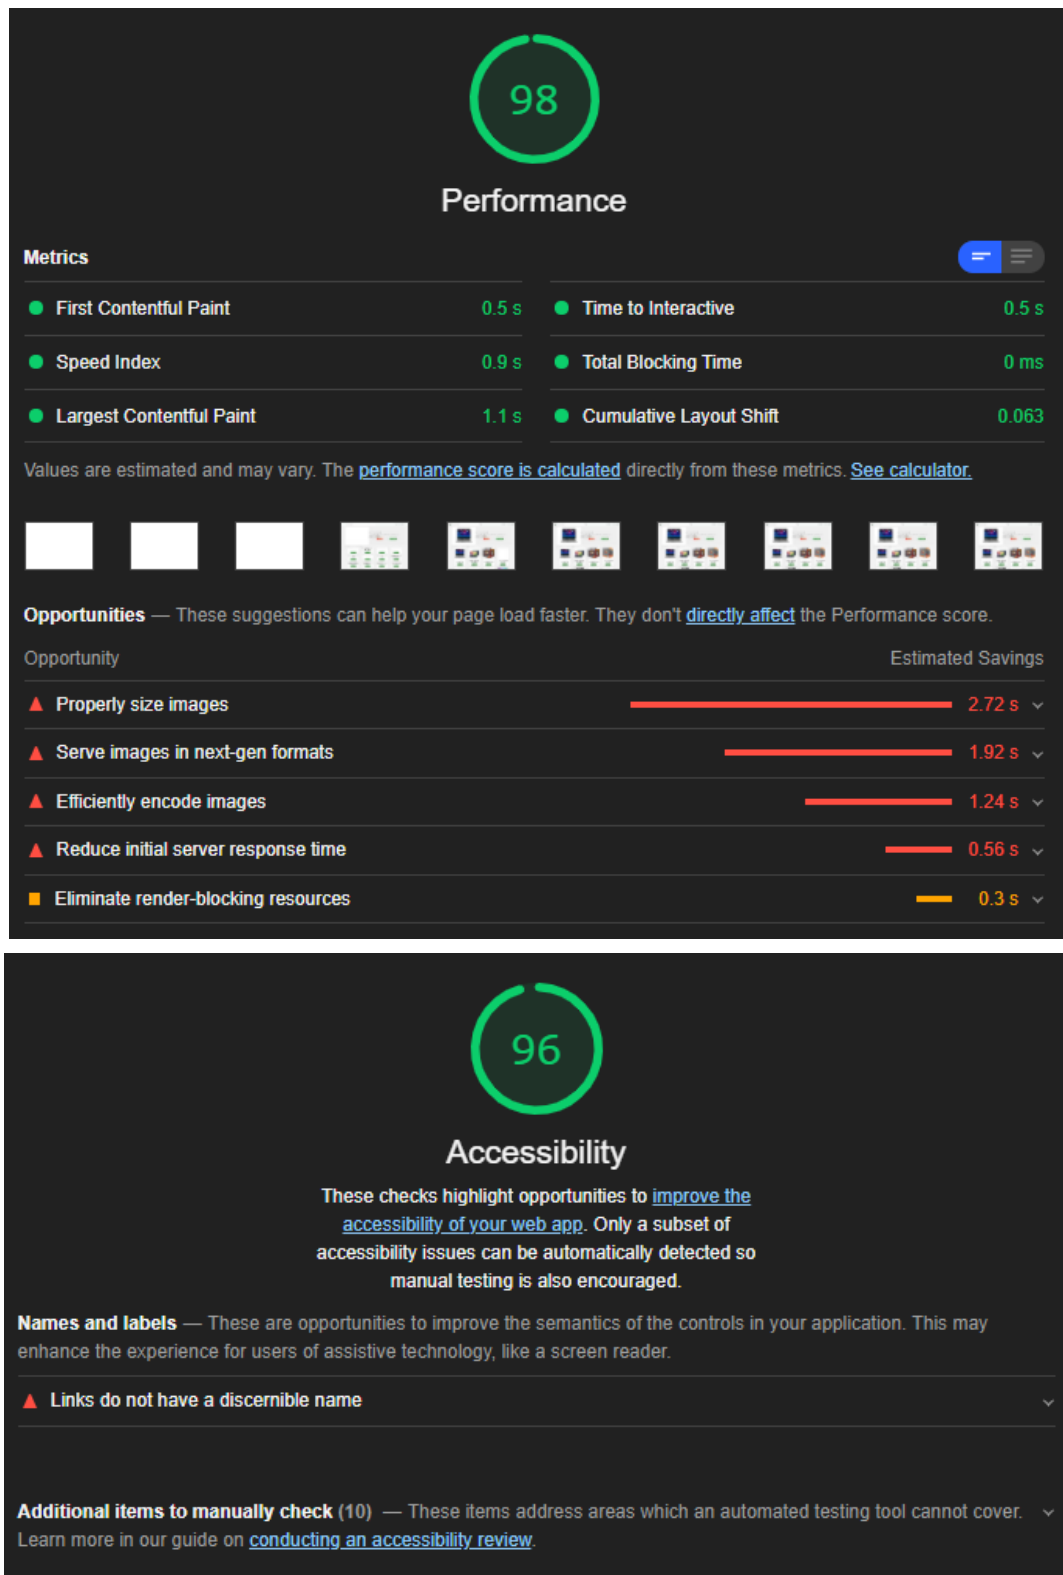 98
Performance
Metrics
First Contentful Paint 0.5 s
Time to Interactive 0.5 s
Speed Index 0.9 s
Total Blocking Time 0 ms
Largest Contentful Paint 1.1 s
Cumulative Layout Shift 0.063
Values are estimated and may vary. The performance score is calculated directly from these metrics. See calculator.
Opportunities — These suggestions can help your page load faster. They don't directly affect the Performance score.
Opportunity Estimated Savings
Properly size images 2.72 s
Serve images in next-gen formats 1.92 s
Efficiently encode images 1.24 s
Reduce initial server response time 0.56 s
Eliminate render-blocking resources 0.3 s
96
Accessibility
These checks highlight opportunities to improve the
accessibility of your web app. Only a subset of
accessibility issues can be automatically detected so
manual testing is also encouraged.
Names and labels — These are opportunities to improve the semantics of the controls in your application. This may
enhance the experience for users of assistive technology, like a screen reader.
Links do not have a discernible name
Additional items to manually check (10) — These items address areas which an automated testing tool cannot cover.
Learn more in our guide on conducting an accessibility review.